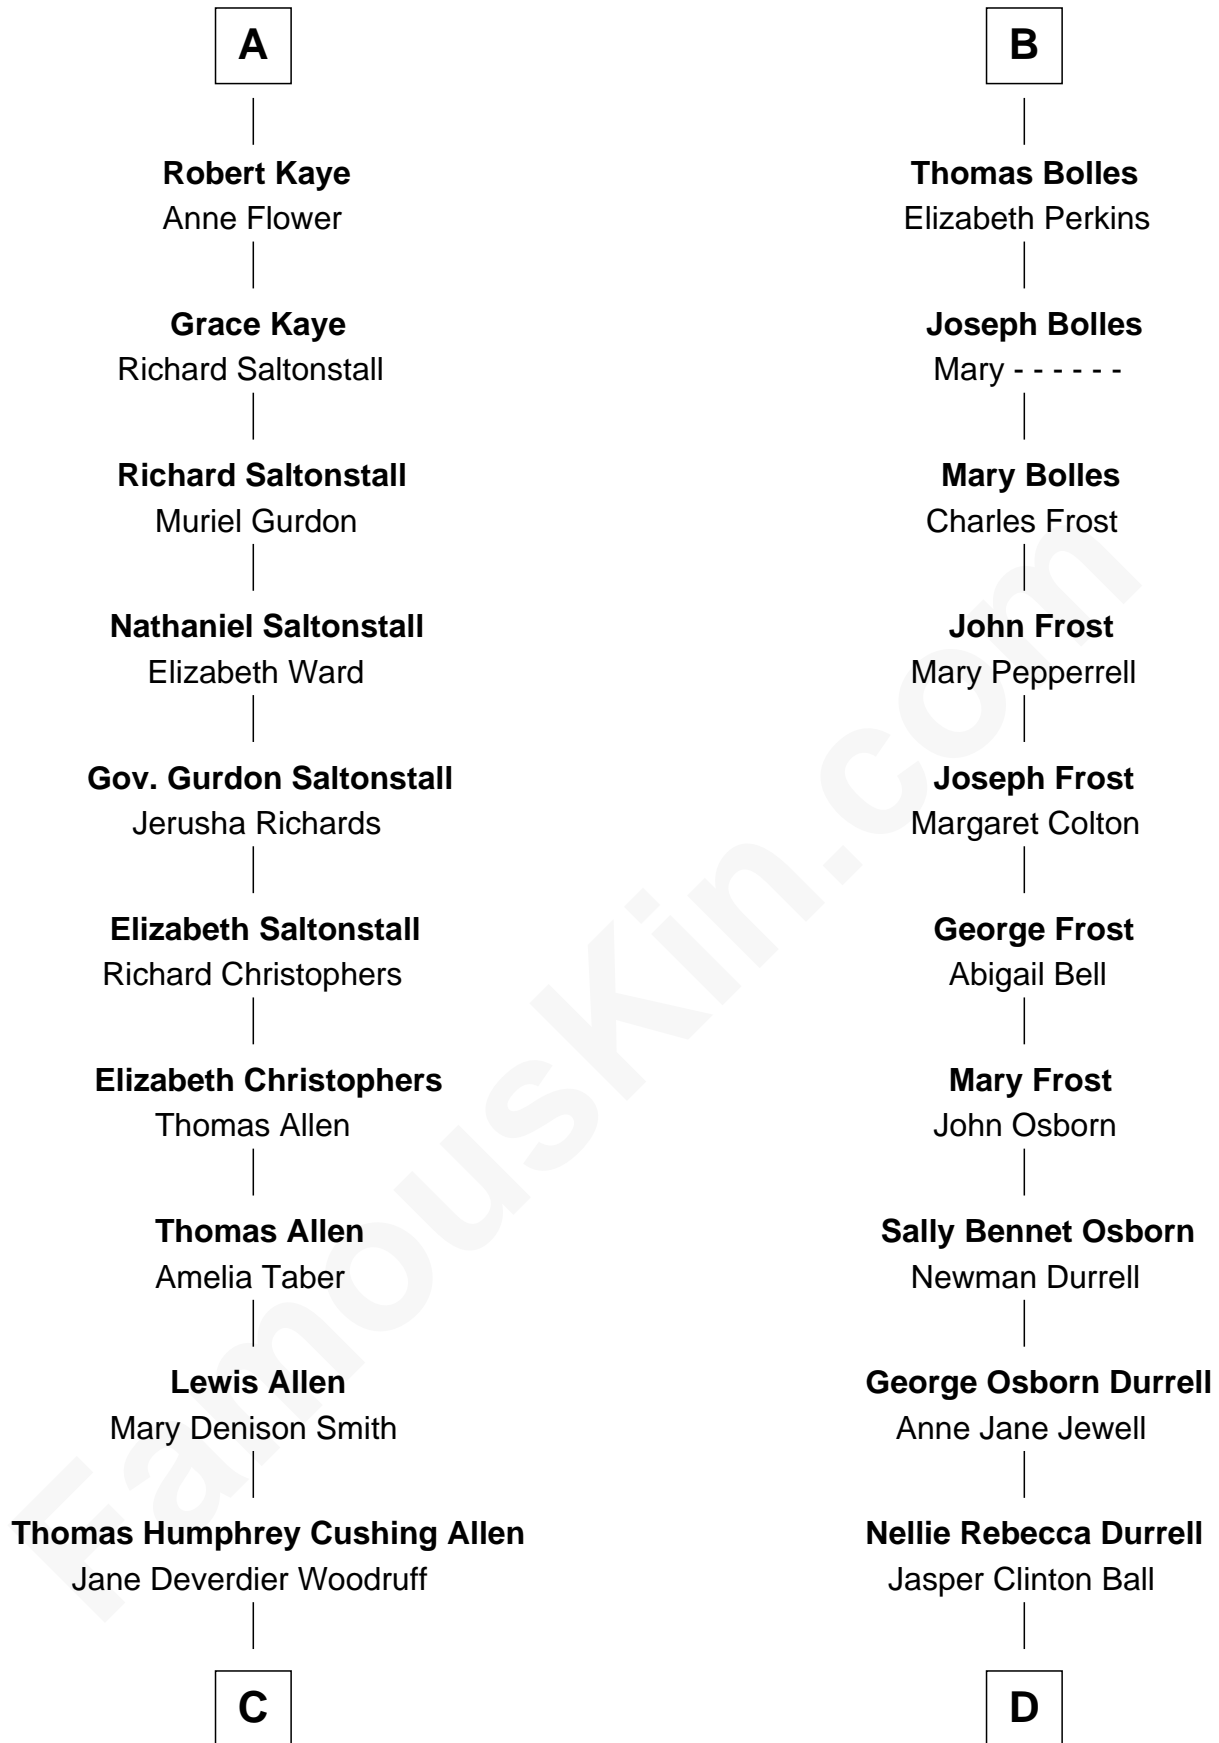 A
Robert Kaye
Anne Flower
Grace Kaye
Richard Saltonstall
Richard Saltonstall
Muriel Gurdon
Nathaniel Saltonstall
Elizabeth Ward
Gov. Gurdon Saltonstall
Jerusha Richards
Elizabeth Saltonstall
Richard Christophers
Elizabeth Christophers
Thomas Allen
Thomas Allen
Amelia Taber
Lewis Allen
Mary Denison Smith
Thomas Humphrey Cushing Allen
Jane Deverdier Woodruff
C
B
Thomas Bolles
Elizabeth Perkins
Joseph Bolles
Mary - - - - - -
Mary Bolles
Charles Frost
John Frost
Mary Pepperrell
Joseph Frost
Margaret Colton
George Frost
Abigail Bell
Mary Frost
John Osborn
Sally Bennet Osborn
Newman Durrell
George Osborn Durrell
Anne Jane Jewell
Nellie Rebecca Durrell
Jasper Clinton Ball
D
FamousKin.com